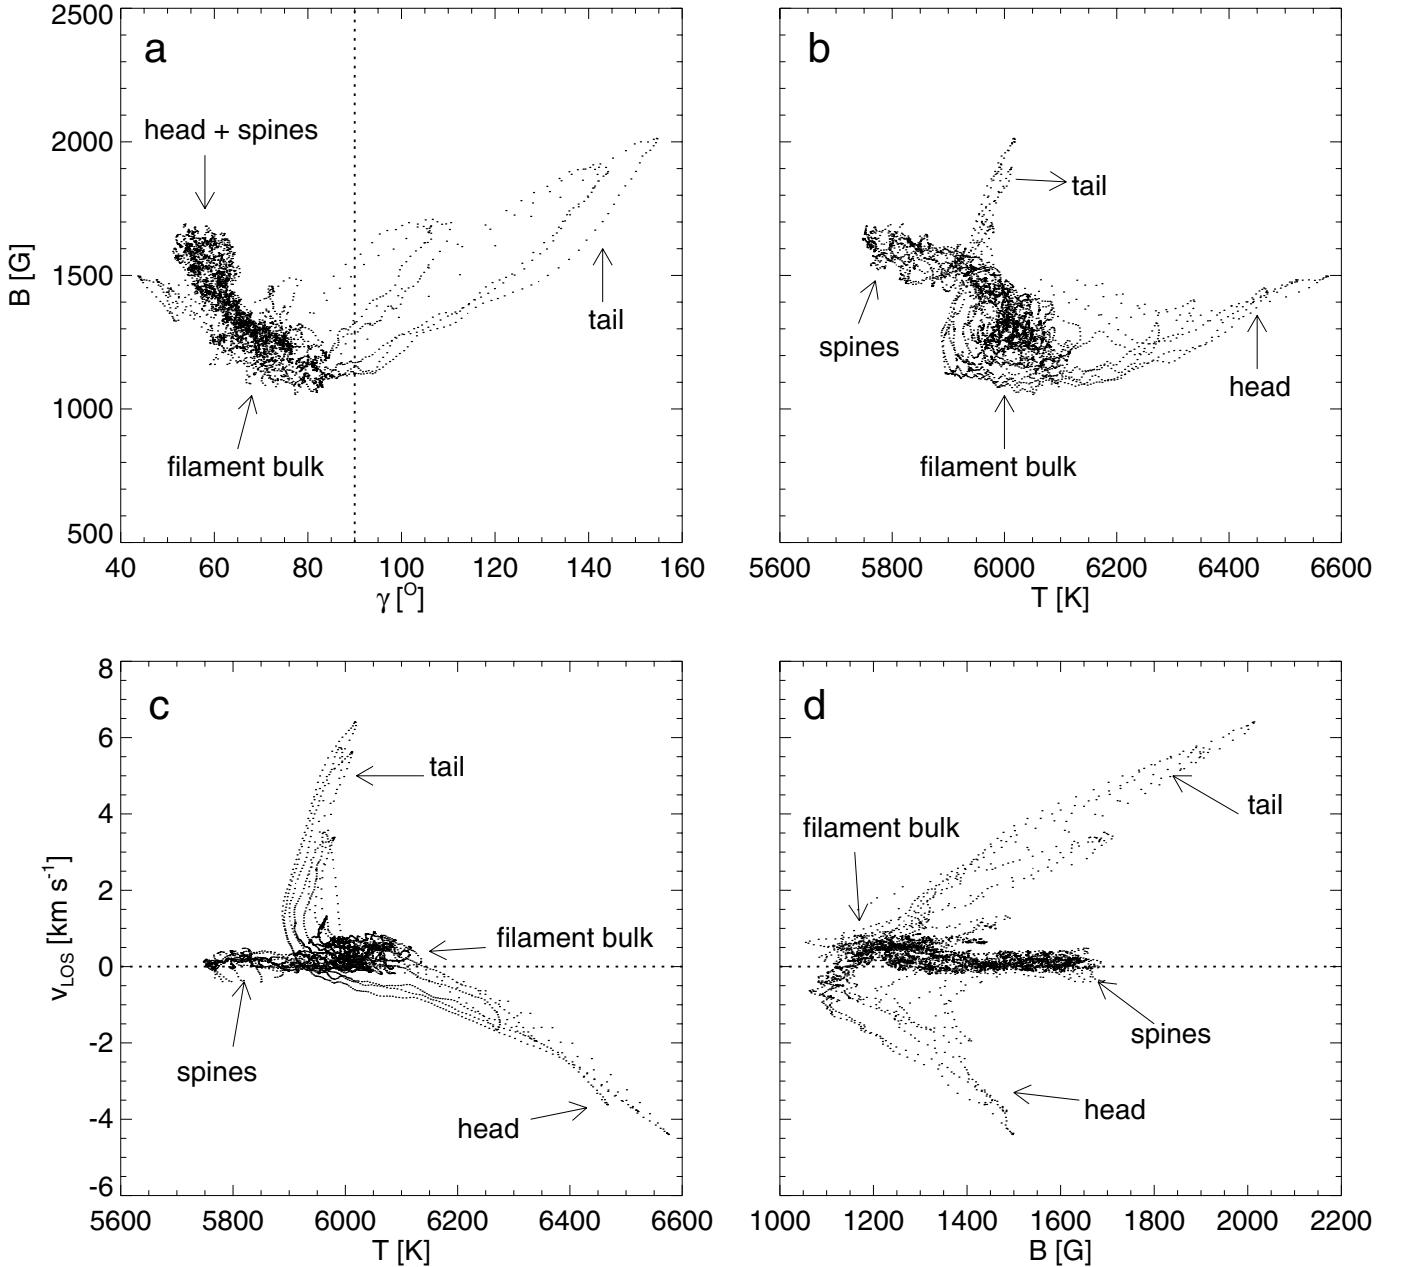 a
2500
2000
1500
1000
500
B [G]
head + spines
tail
filament bulk
40 60 80 100 120 140 160
γ [O]
b
tail
spines
head
filament bulk
5600 5800 6000 6200 6400 6600
T [K]
c
8
6
4
2
0
-2
-4
-6
vLOS [km s-1]
tail
filament bulk
spines
head
5600 5800 6000 6200 6400 6600
T [K]
d
filament bulk
tail
spines
head
1000 1200 1400 1600 1800 2000 2200
B [G]